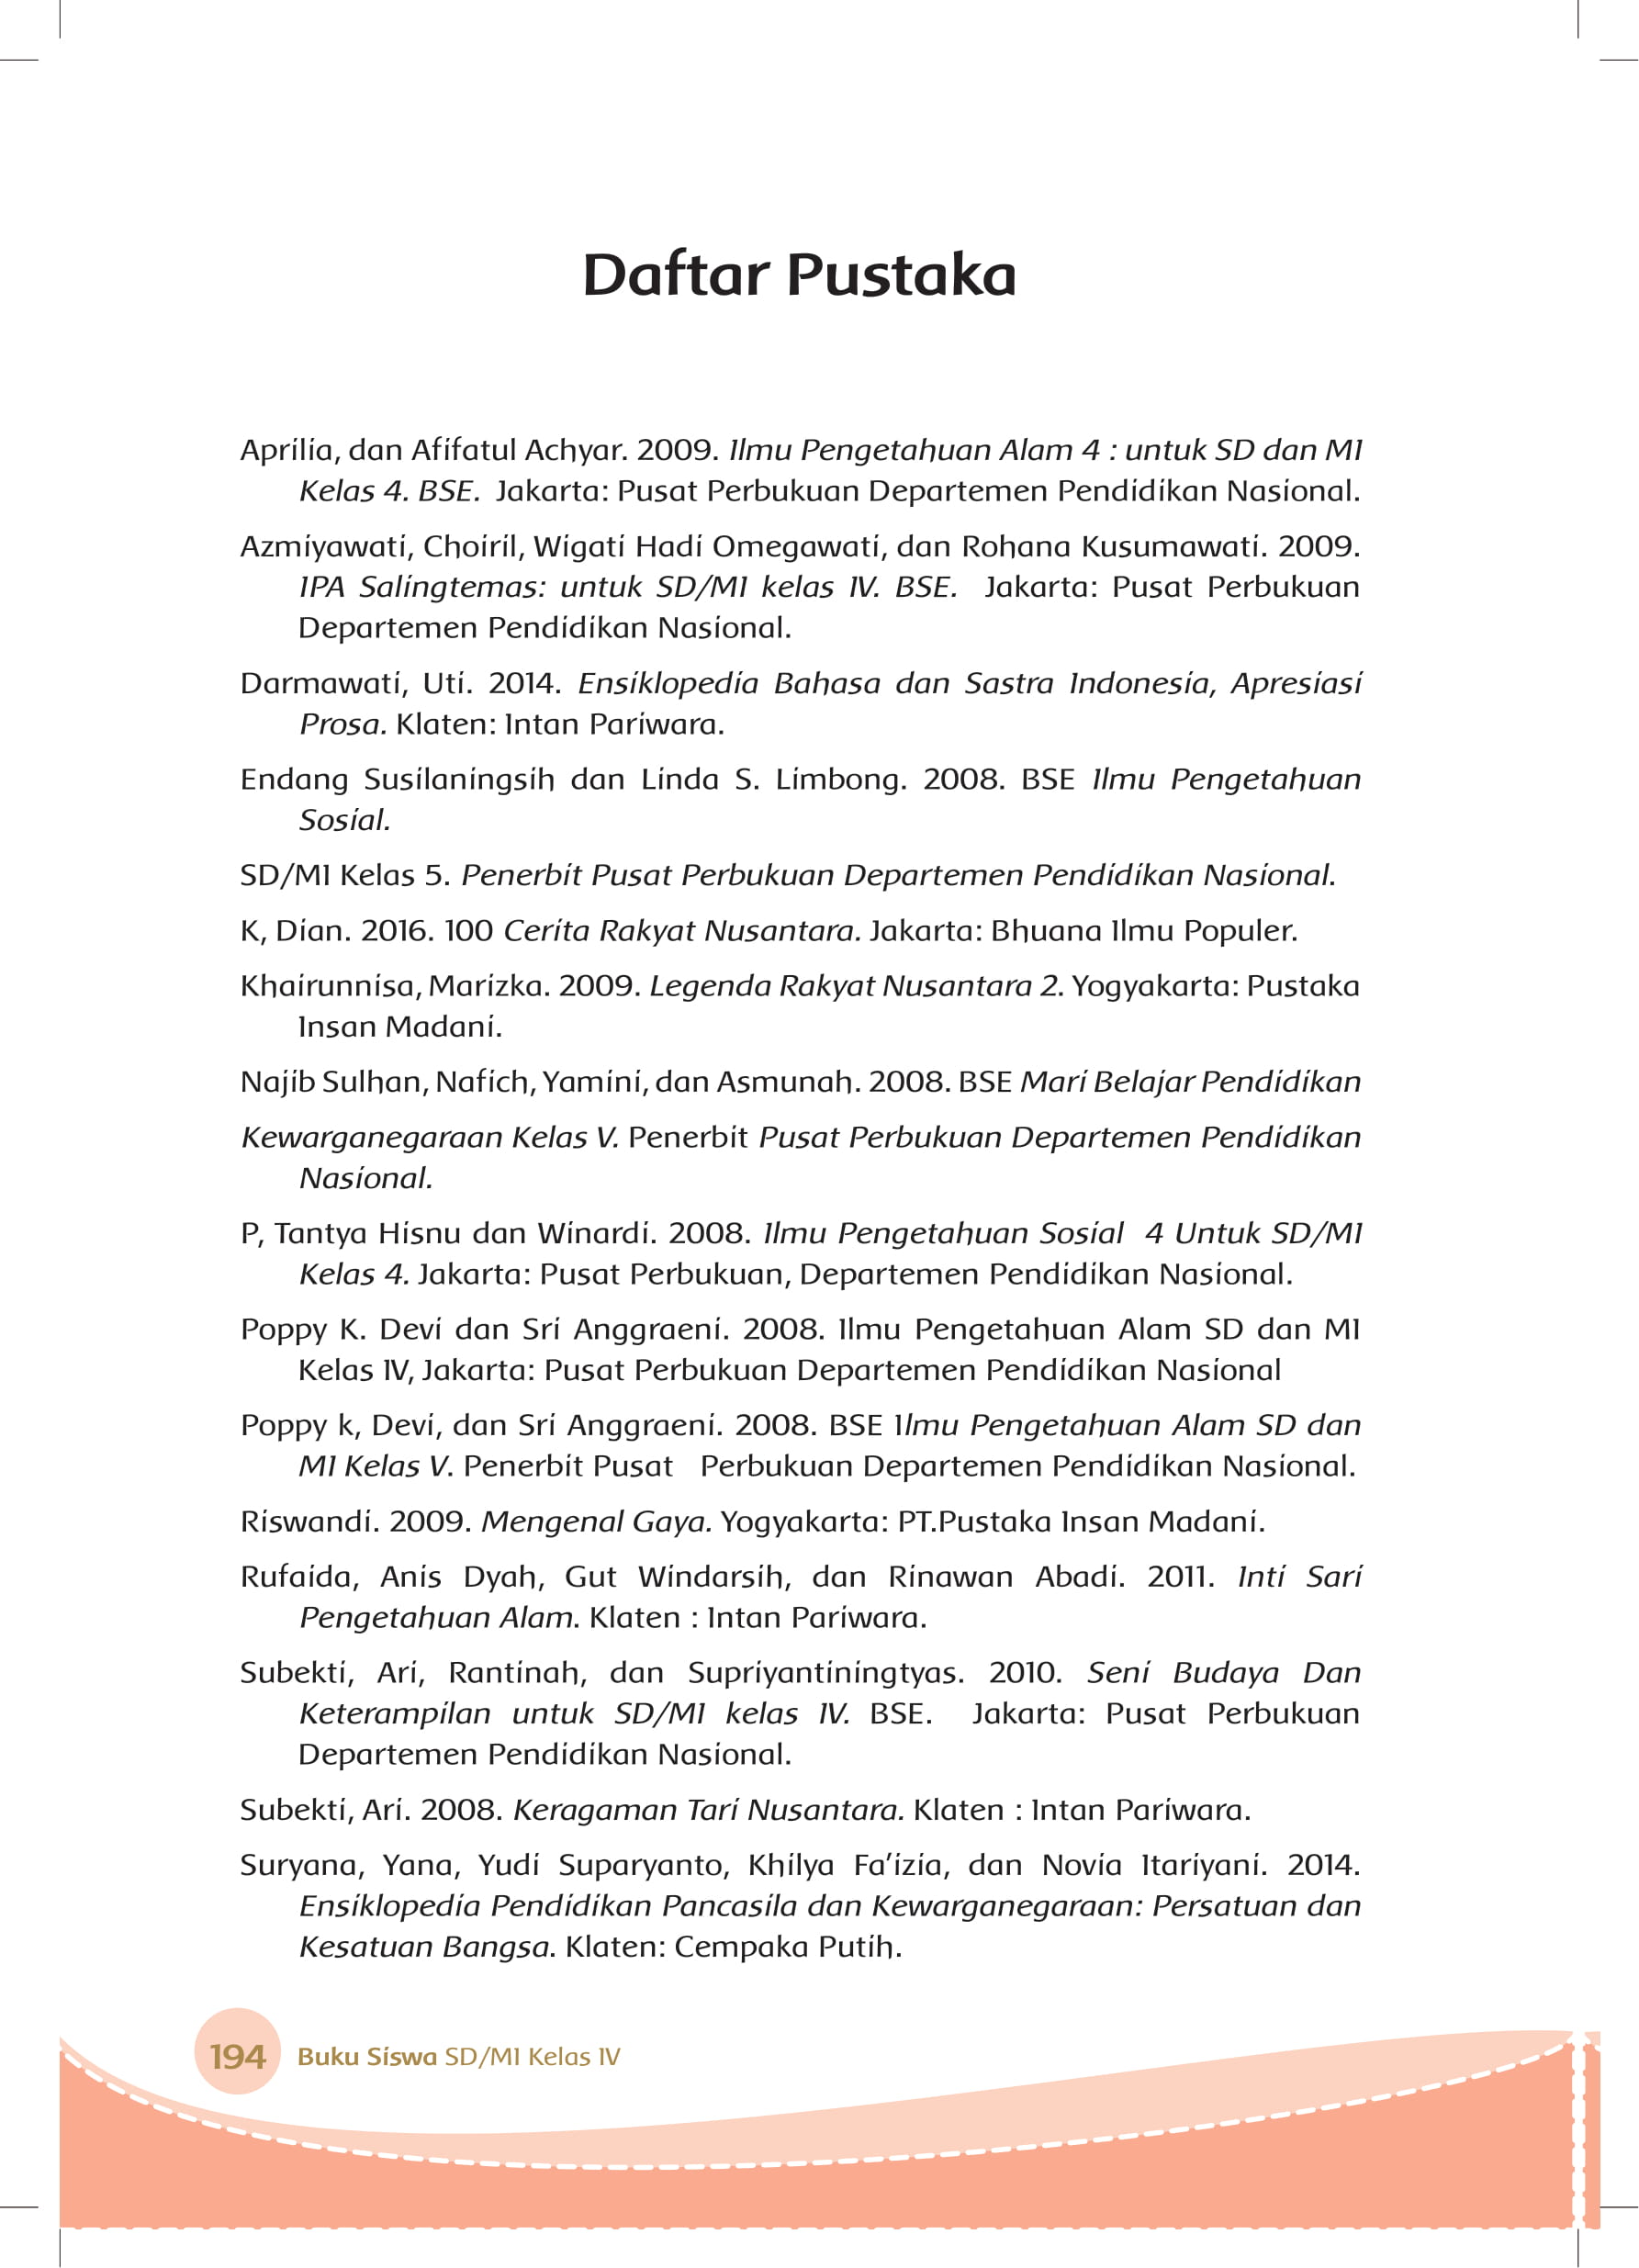 Daftar Pustaka
Aprilia, dan Afifatul Achyar. 2009. Ilmu Pengetahuan Alam 4 : untuk SD dan MI
Kelas 4. BSE. Jakarta: Pusat Perbukuan Departemen Pendidikan Nasional.
Azmiyawati, Choiril, Wigati Hadi Omegawati, dan Rohana Kusumawati. 2009.
IPA Salingtemas: untuk SD/MI kelas IV. BSE. Jakarta: Pusat Perbukuan
Departemen Pendidikan Nasional.
Darmawati, Uti. 2014. Ensiklopedia Bahasa dan Sastra Indonesia, Apresiasi
Prosa. Klaten: Intan Pariwara.
Endang Susilaningsih dan Linda S. Limbong. 2008. BSE Ilmu Pengetahuan
Sosial.
SD/MI Kelas 5. Penerbit Pusat Perbukuan Departemen Pendidikan Nasional.
K, Dian. 2016. 100 Cerita Rakyat Nusantara. Jakarta: Bhuana Ilmu Populer.
Khairunnisa, Marizka. 2009. Legenda Rakyat Nusantara 2. Yogyakarta: Pustaka
Insan Madani.
Najib Sulhan, Nafich, Yamini, dan Asmunah. 2008. BSE Mari Belajar Pendidikan
Kewarganegaraan Kelas V. Penerbit Pusat Perbukuan Departemen Pendidikan
Nasional.
P, Tantya Hisnu dan Winardi. 2008. Ilmu Pengetahuan Sosial 4 Untuk SD/MI
Kelas 4. Jakarta: Pusat Perbukuan, Departemen Pendidikan Nasional.
Poppy K. Devi dan Sri Anggraeni. 2008. Ilmu Pengetahuan Alam SD dan MI
Kelas IV, Jakarta: Pusat Perbukuan Departemen Pendidikan Nasional
Poppy k, Devi, dan Sri Anggraeni. 2008. BSE Ilmu Pengetahuan Alam SD dan
MI Kelas V. Penerbit Pusat Perbukuan Departemen Pendidikan Nasional.
Riswandi. 2009. Mengenal Gaya. Yogyakarta: PT.Pustaka Insan Madani.
Rufaida, Anis Dyah, Gut Windarsih, dan Rinawan Abadi. 2011. Inti Sari
Pengetahuan Alam. Klaten : Intan Pariwara.
Subekti, Ari, Rantinah, dan Supriyantiningtyas. 2010. Seni Budaya Dan
Keterampilan untuk SD/MI kelas IV. BSE. Jakarta: Pusat Perbukuan
Departemen Pendidikan Nasional.
Subekti, Ari. 2008. Keragaman Tari Nusantara. Klaten : Intan Pariwara.
Suryana, Yana, Yudi Suparyanto, Khilya Fa'izia, dan Novia Itariyani. 2014.
Ensiklopedia Pendidikan Pancasila dan Kewarganegaraan: Persatuan dan
Kesatuan Bangsa. Klaten: Cempaka Putih.
194 Buku Siswa SD/MI Kelas IV